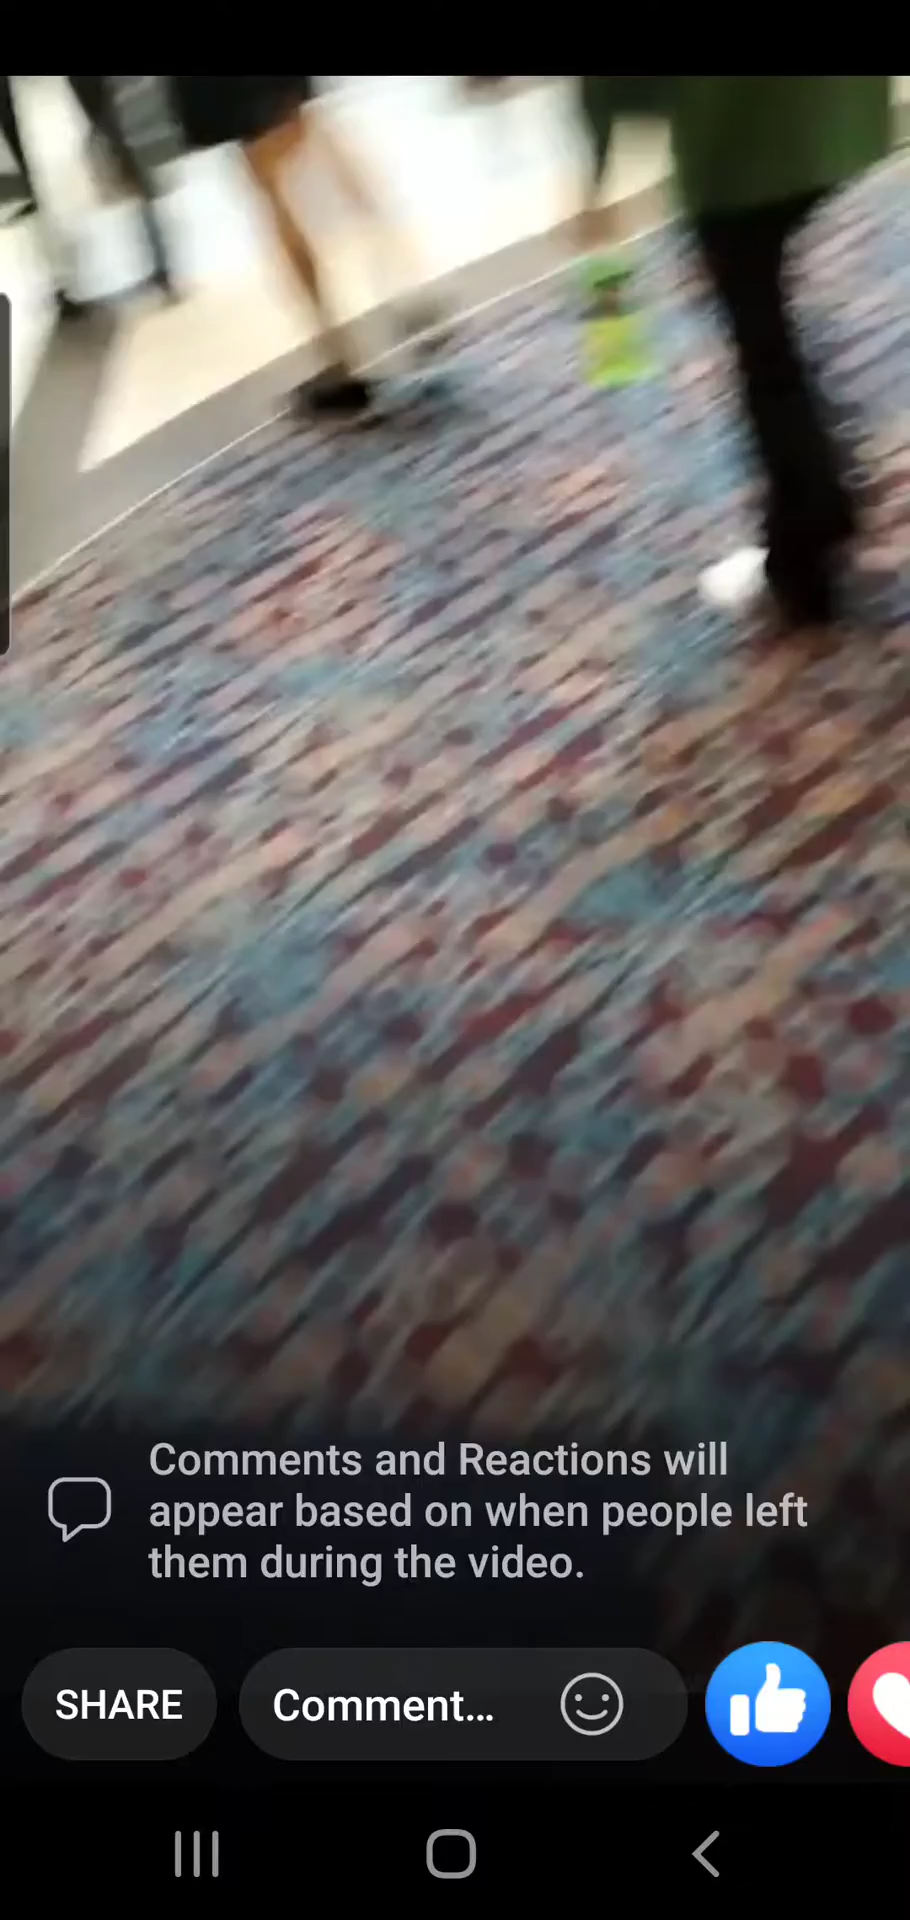 Comments and Reactions will
appear based on when people left
them during the video.
SHARE
Comment...